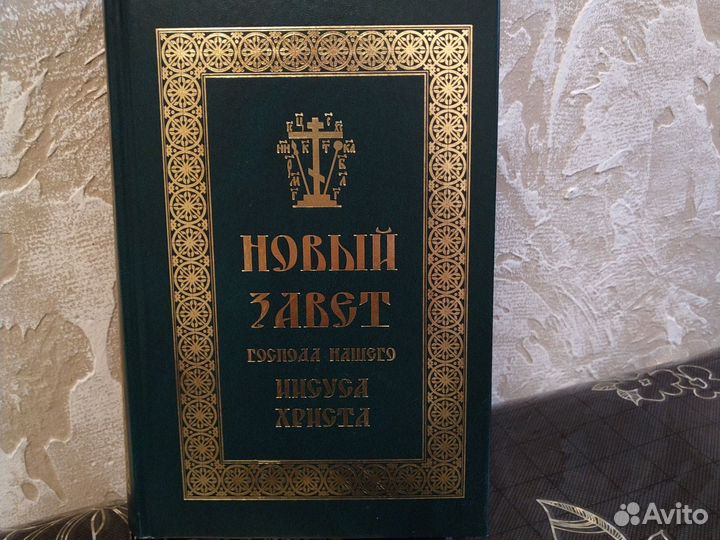 НОВЫЙ
ЗАВЕТ
ГОСПОДА НАШЕГО
ИИСУСА
ХРИСТА
Avito